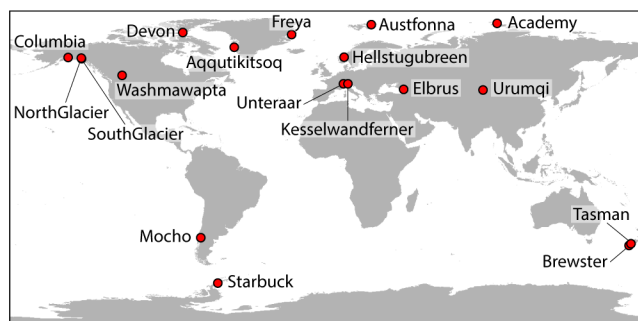 Freya
Austfonna
Academy
Devon
Columbia
Aqqutikitsoq
Hellstugubreen
Washmawapta
Elbrus
Urumqi
Unteraar
NorthGlacier
SouthGlacier
Kesselwandferner
Tasman
Mocho
Brewster
Starbuck